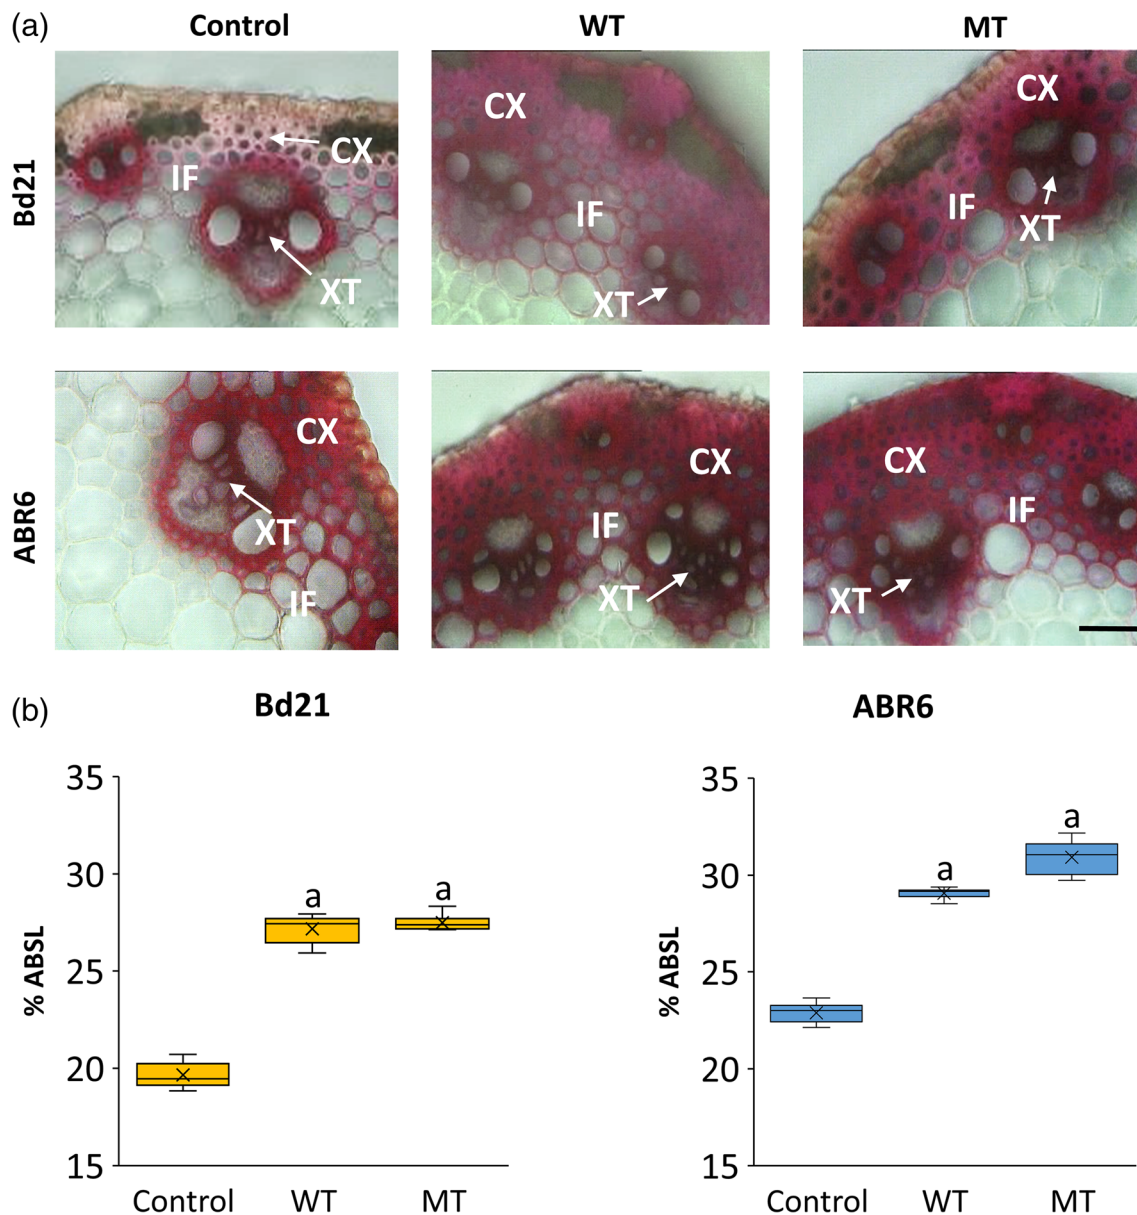 (a) Control WT MT
Bd21
CX
IF
XT
CX
IF
XT
CX
IF
XT
ABR6
CX
XT
IF
CX
IF
XT
CX
IF
XT
(b) Bd21 ABR6
% ABSL
35
30
25
20
15
a
a
Control WT MT
% ABSL
35
30
25
20
15
a
a
Control WT MT